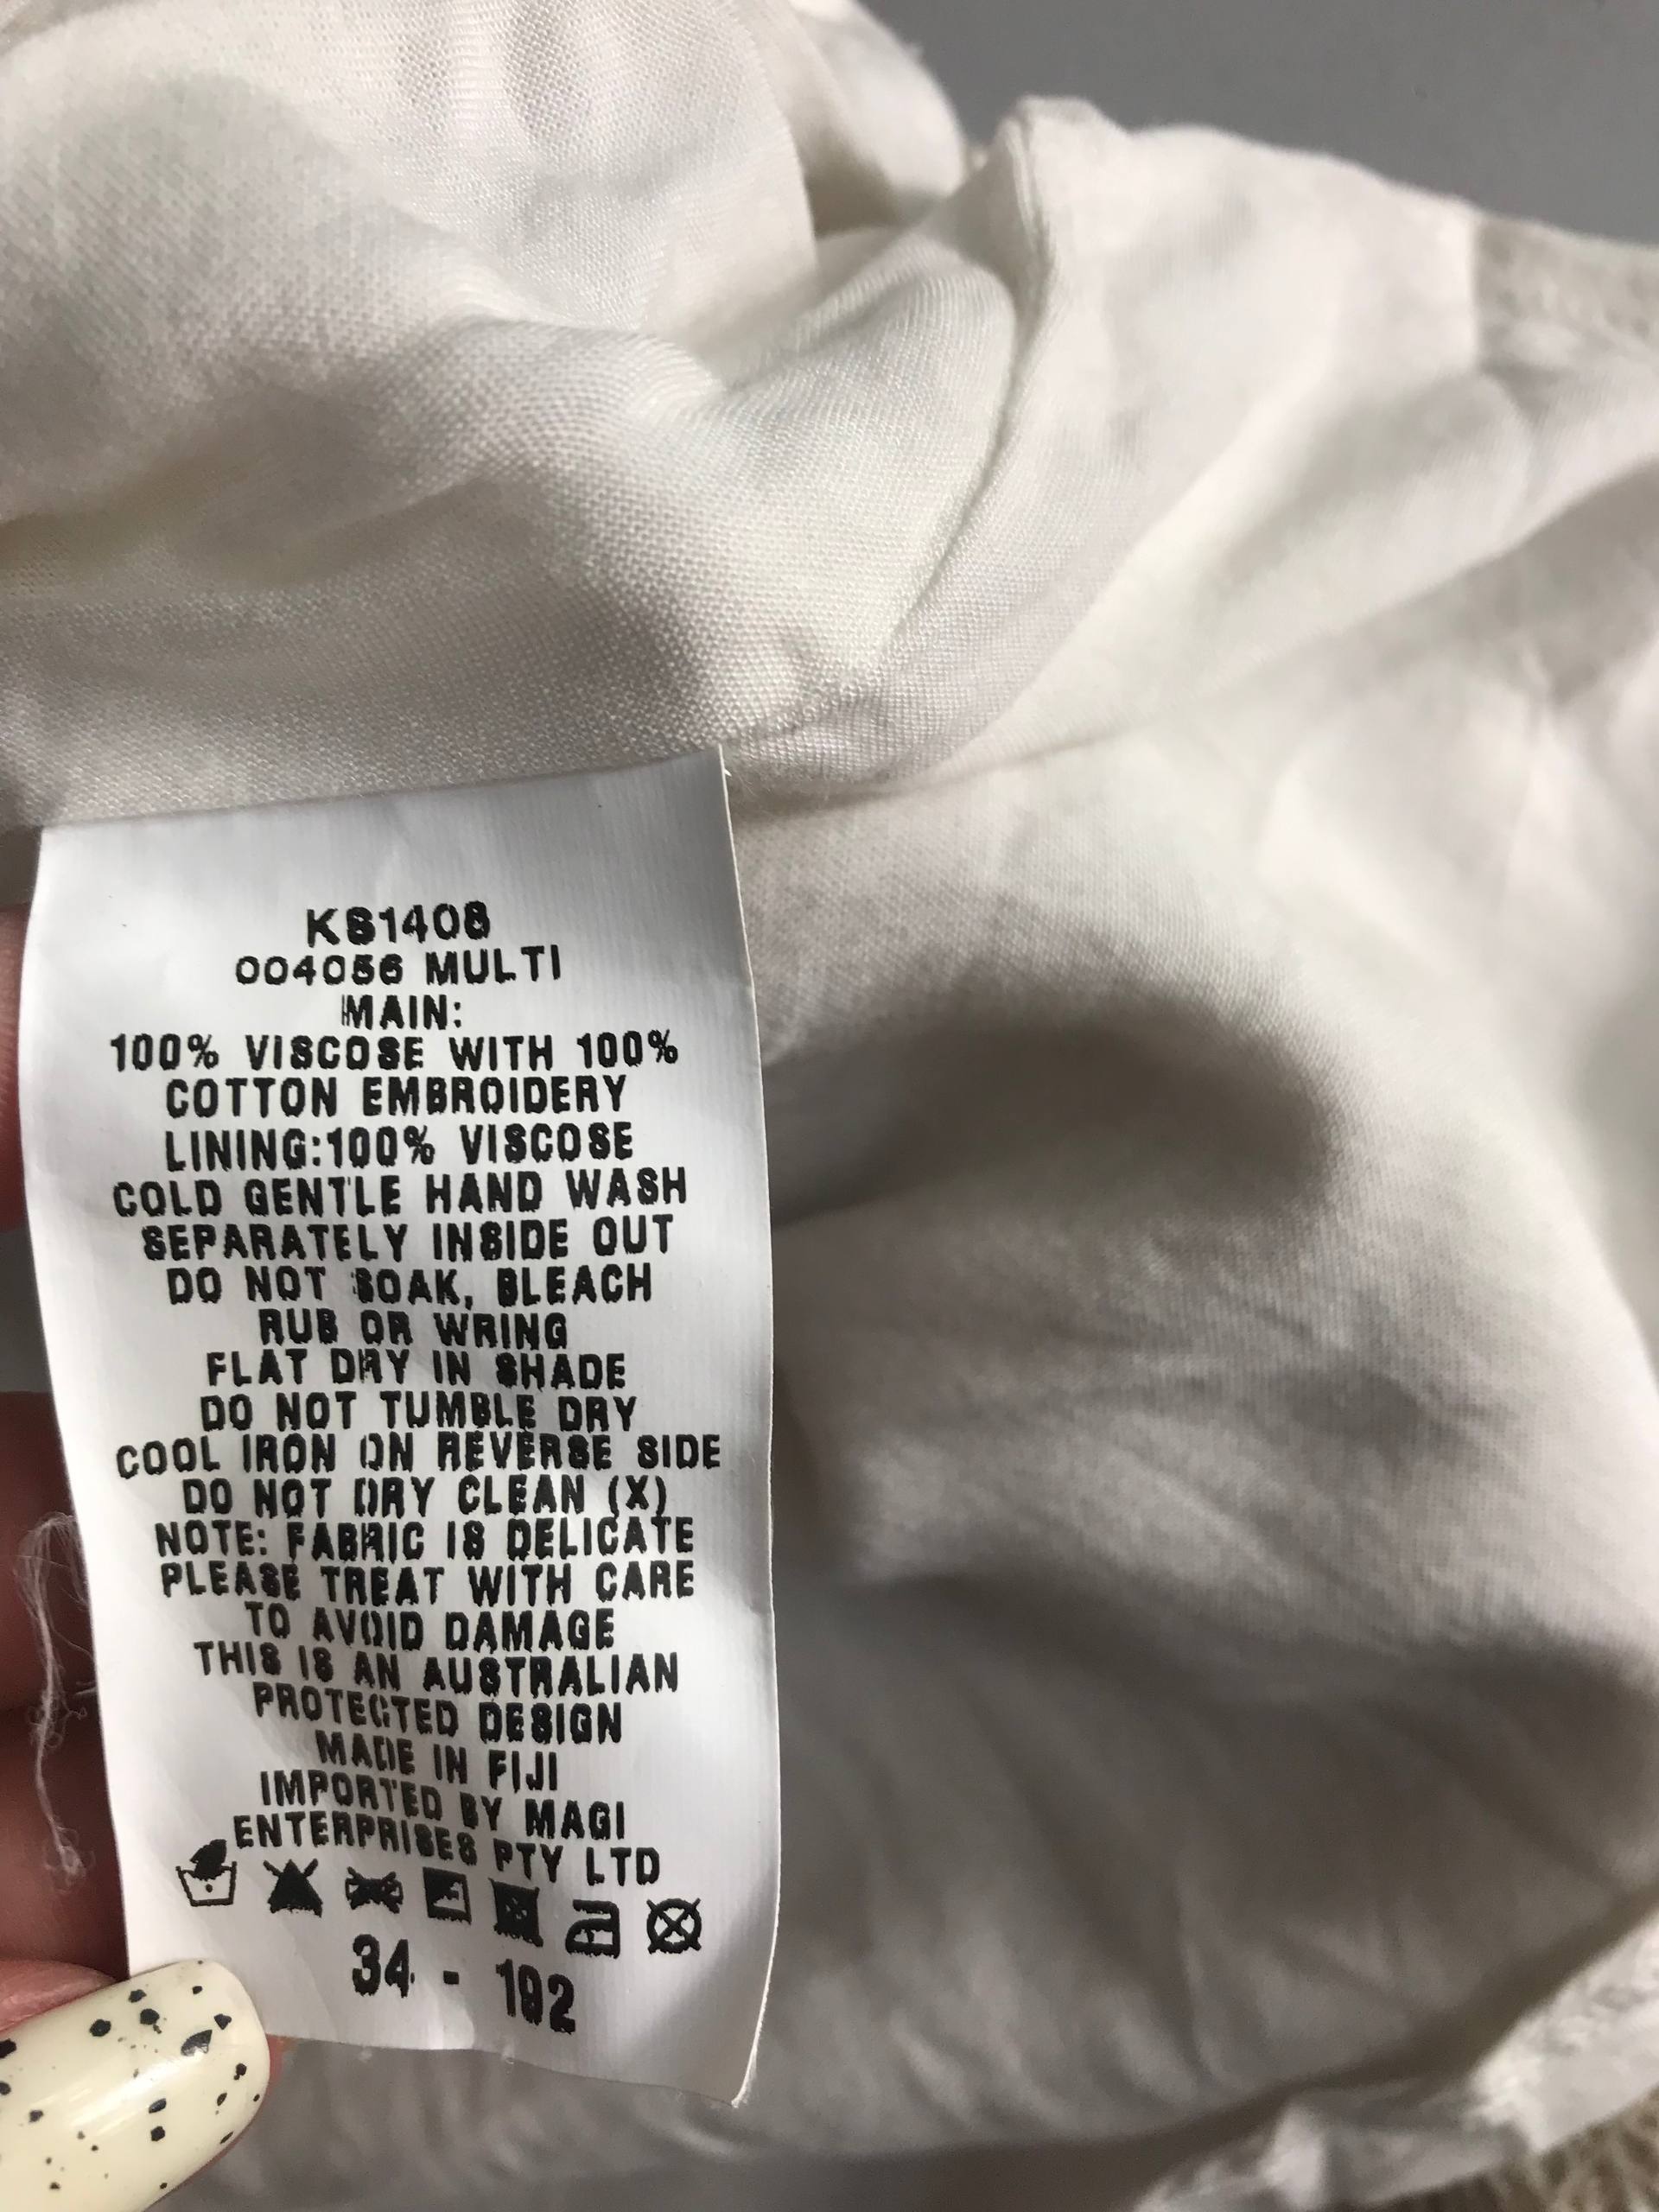 KS1408
004056 MULTI
MAIN:
100% VISCOSE WITH 100%
COTTON EMBROIDERY
LINING:100% VISCOSE
COLD GENTLE HAND WASH
SEPARATELY INSIDE OUT
DO NOT SOAK, BLEACH
RUB OR WRING
FLAT DRY IN SHADE
DO NOT TUMBLE DRY
COOL IRON ON REVERSE SIDE
DO NOT DRY CLEAN (X)
NOTE: FABRIC IS DELICATE
PLEASE TREAT WITH CARE
TO AVOID DAMAGE
THIS IS AN AUSTRALIAN
PROTECTED DESIGN
MADE IN FIJI
IMPORTED BY MAGI
ENTERPRISES PTY LTD
34 - 192